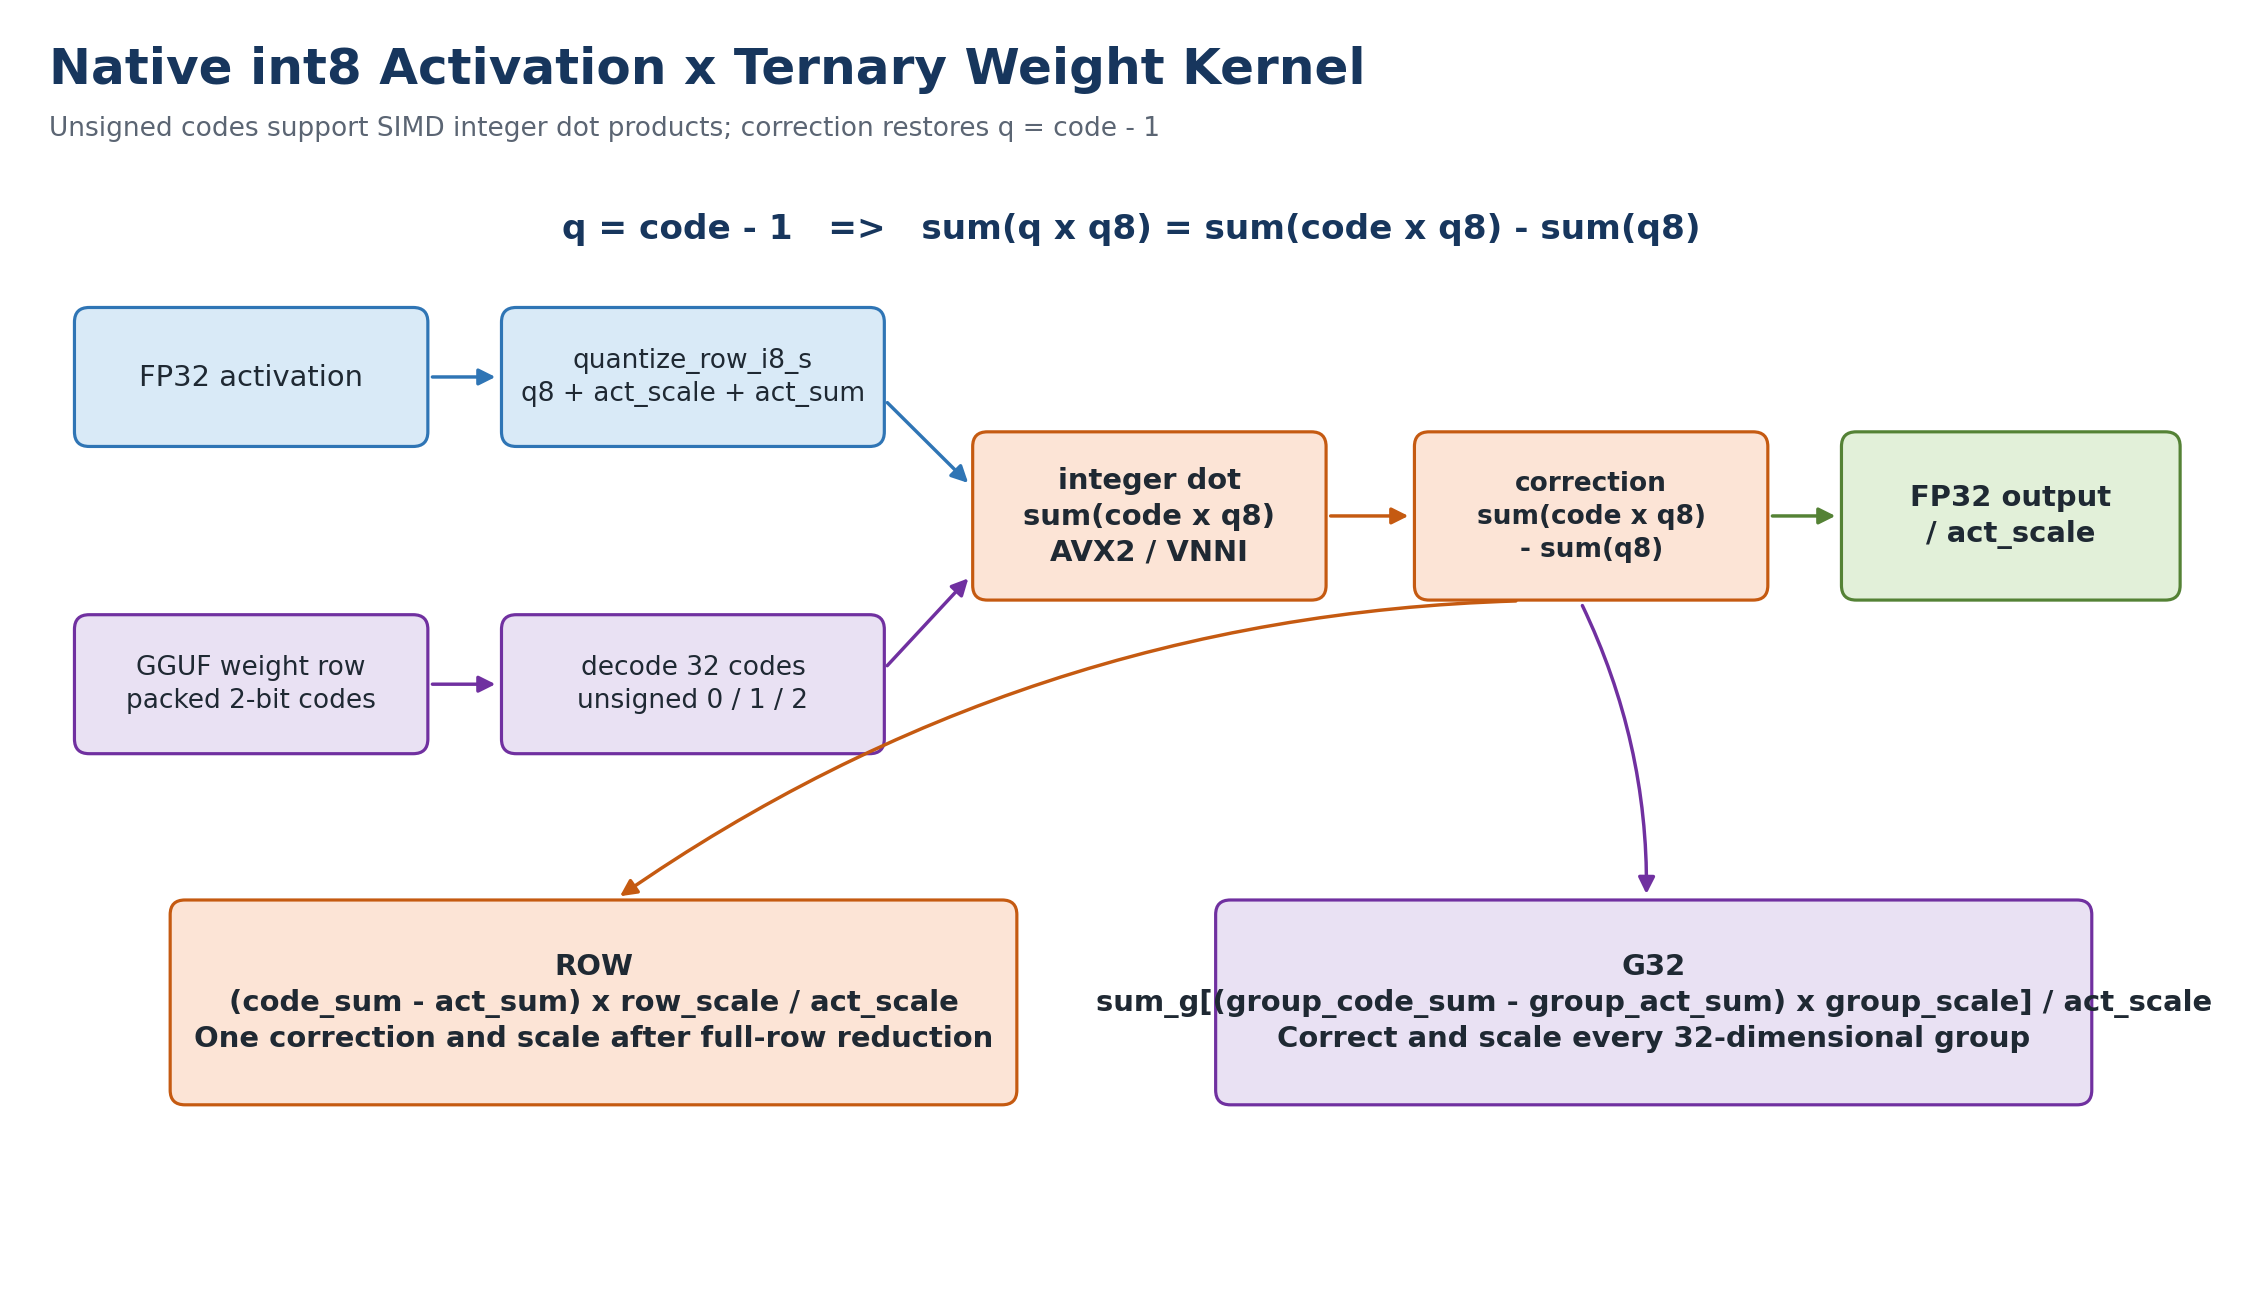 Native int8 Activation x Ternary Weight Kernel
Unsigned codes support SIMD integer dot products; correction restores q = code - 1
q = code - 1   =>   sum(q x q8) = sum(code x q8) - sum(q8)
FP32 activation
quantize_row_i8_s
q8 + act_scale + act_sum
GGUF weight row
packed 2-bit codes
decode 32 codes
unsigned 0 / 1 / 2
integer dot
sum(code x q8)
AVX2 / VNNI
correction
sum(code x q8)
- sum(q8)
FP32 output
/ act_scale
ROW
(code_sum - act_sum) x row_scale / act_scale
One correction and scale after full-row reduction
G32
sum_g[(group_code_sum - group_act_sum) x group_scale] / act_scale
Correct and scale every 32-dimensional group